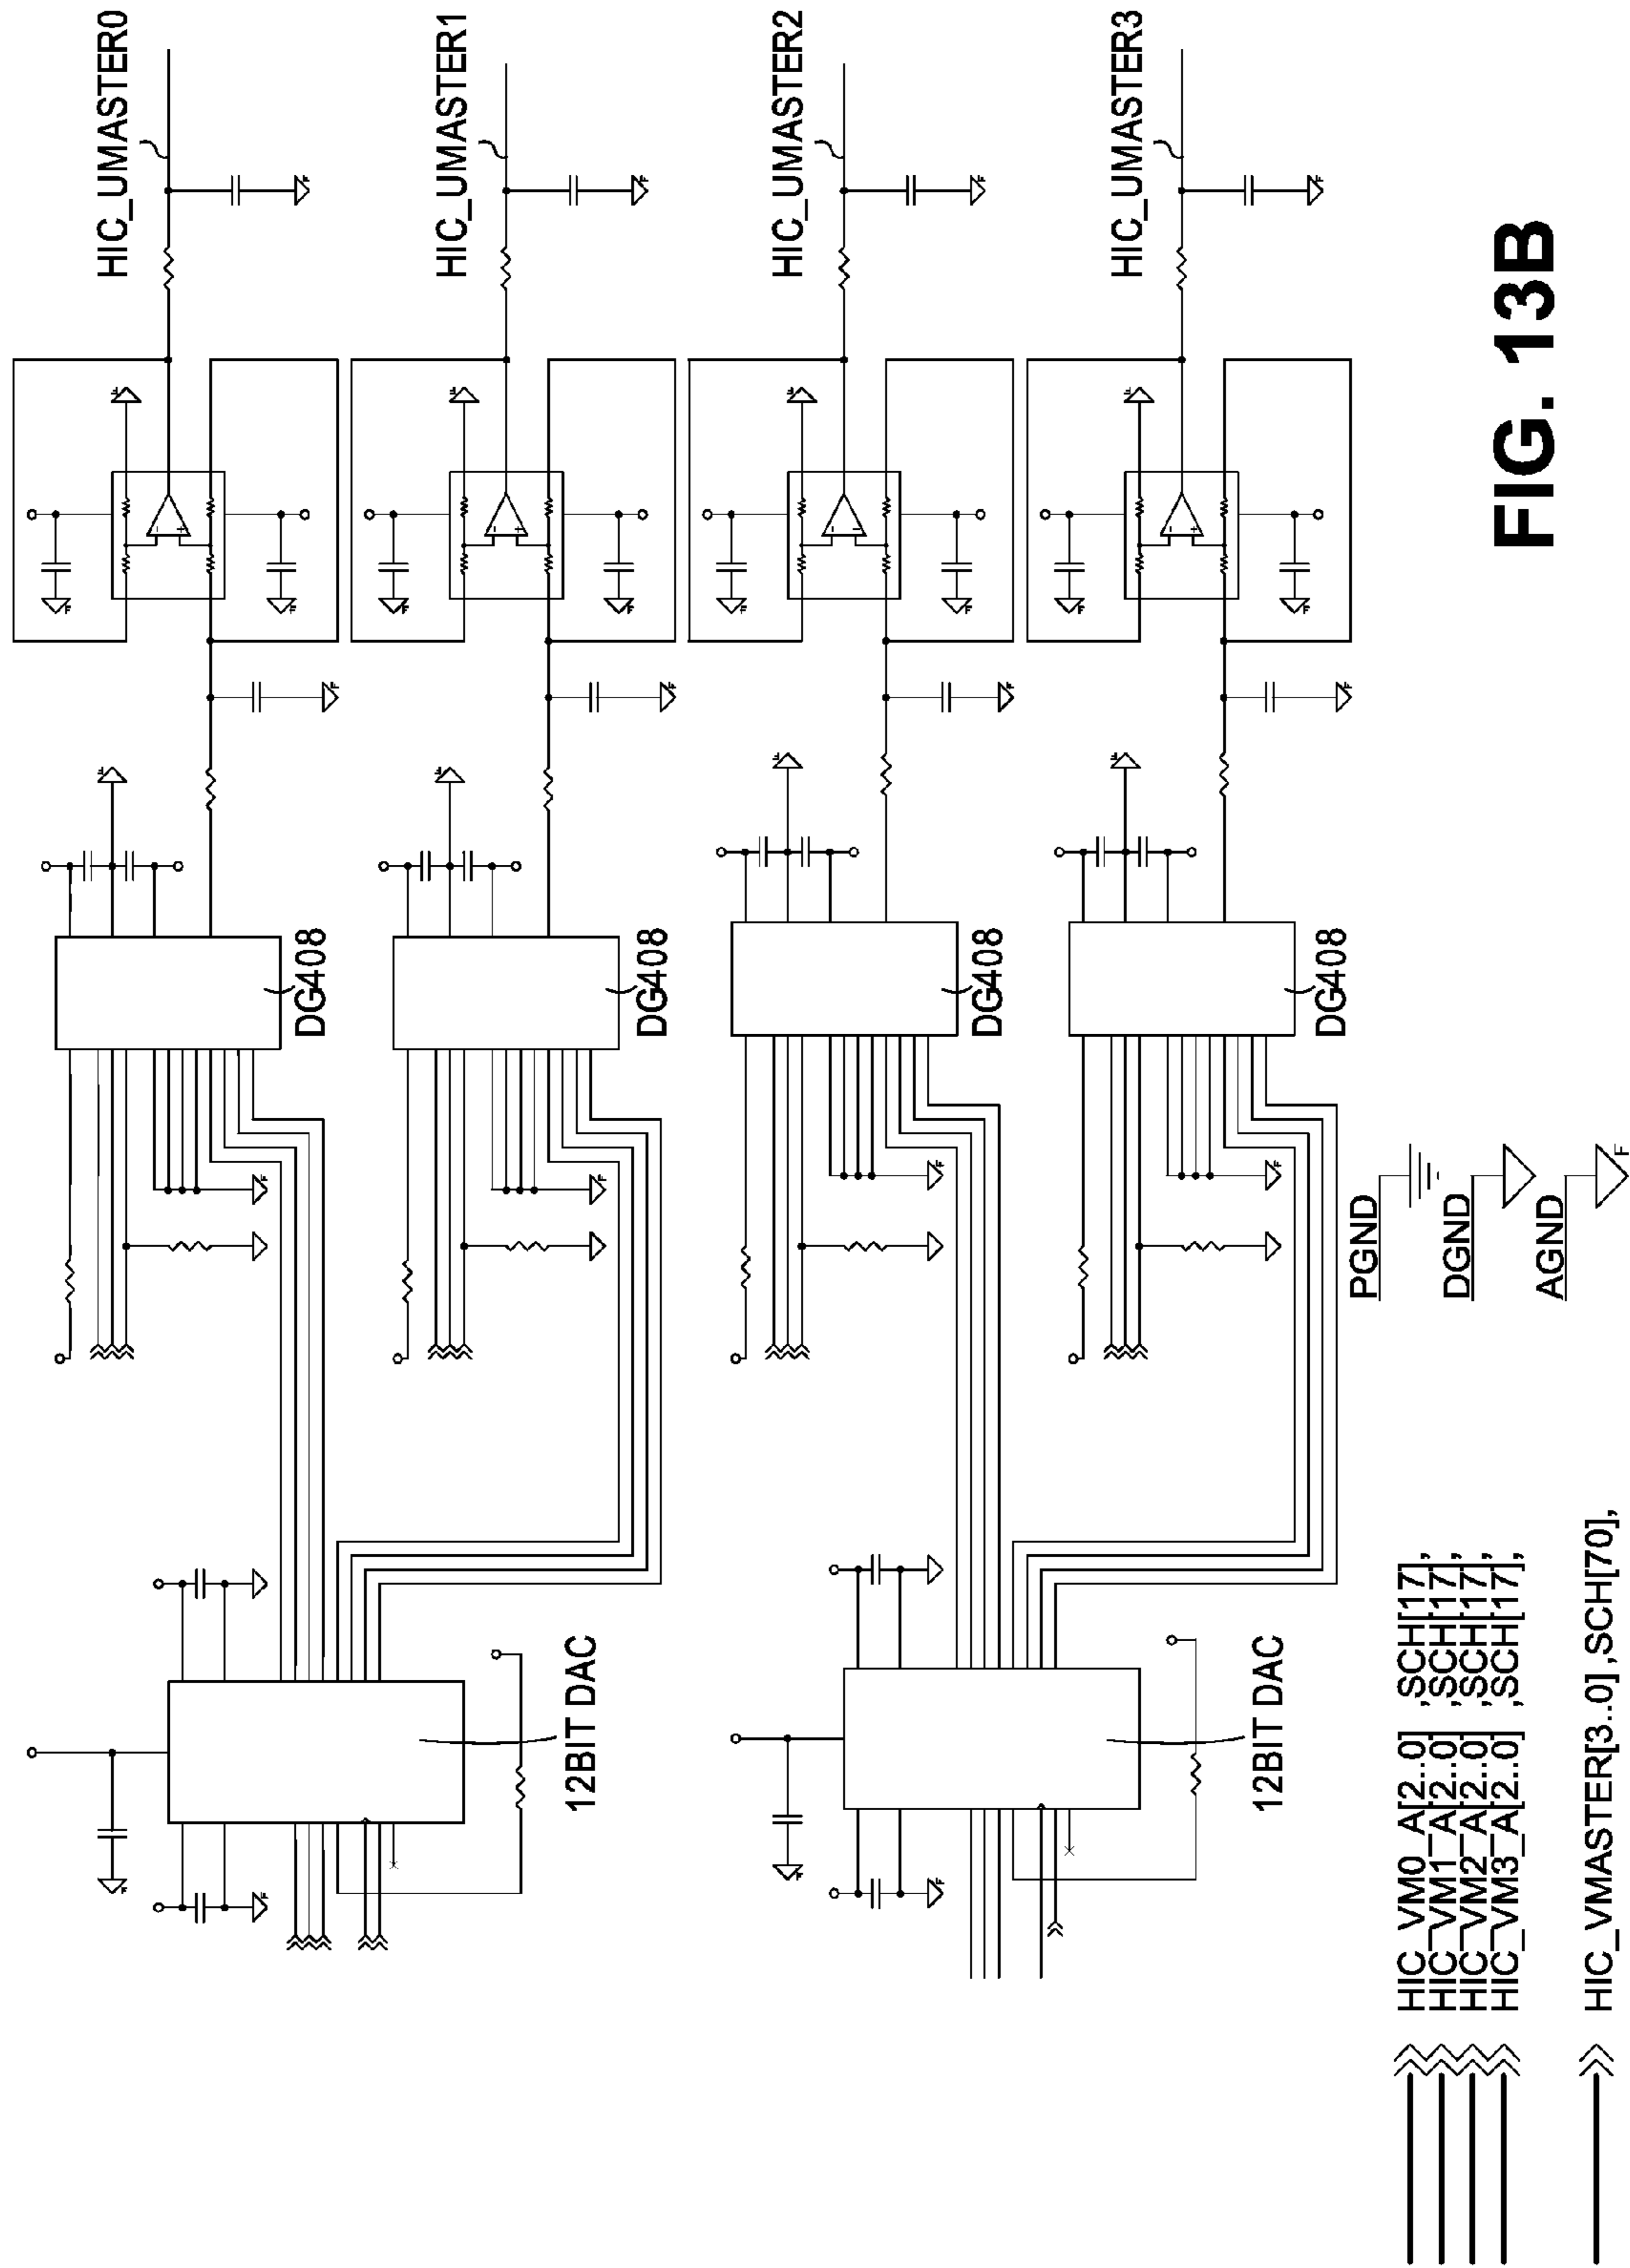 HIC_UMASTER0
HIC_UMASTER1
HIC_UMASTER2
HIC_UMASTER3
DG408
DG408
DG408
DG408
12BIT DAC
12BIT DAC
PGND
DGND
AGND
F
HIC_VM0_A[2..0] ,SCH[17],
HIC_VM1_A[2..0] ,SCH[17],
HIC_VM2_A[2..0] ,SCH[17],
HIC_VM3_A[2..0] ,SCH[17],
HIC_VMASTER[3..0] ,SCH[70],
FIG. 13B